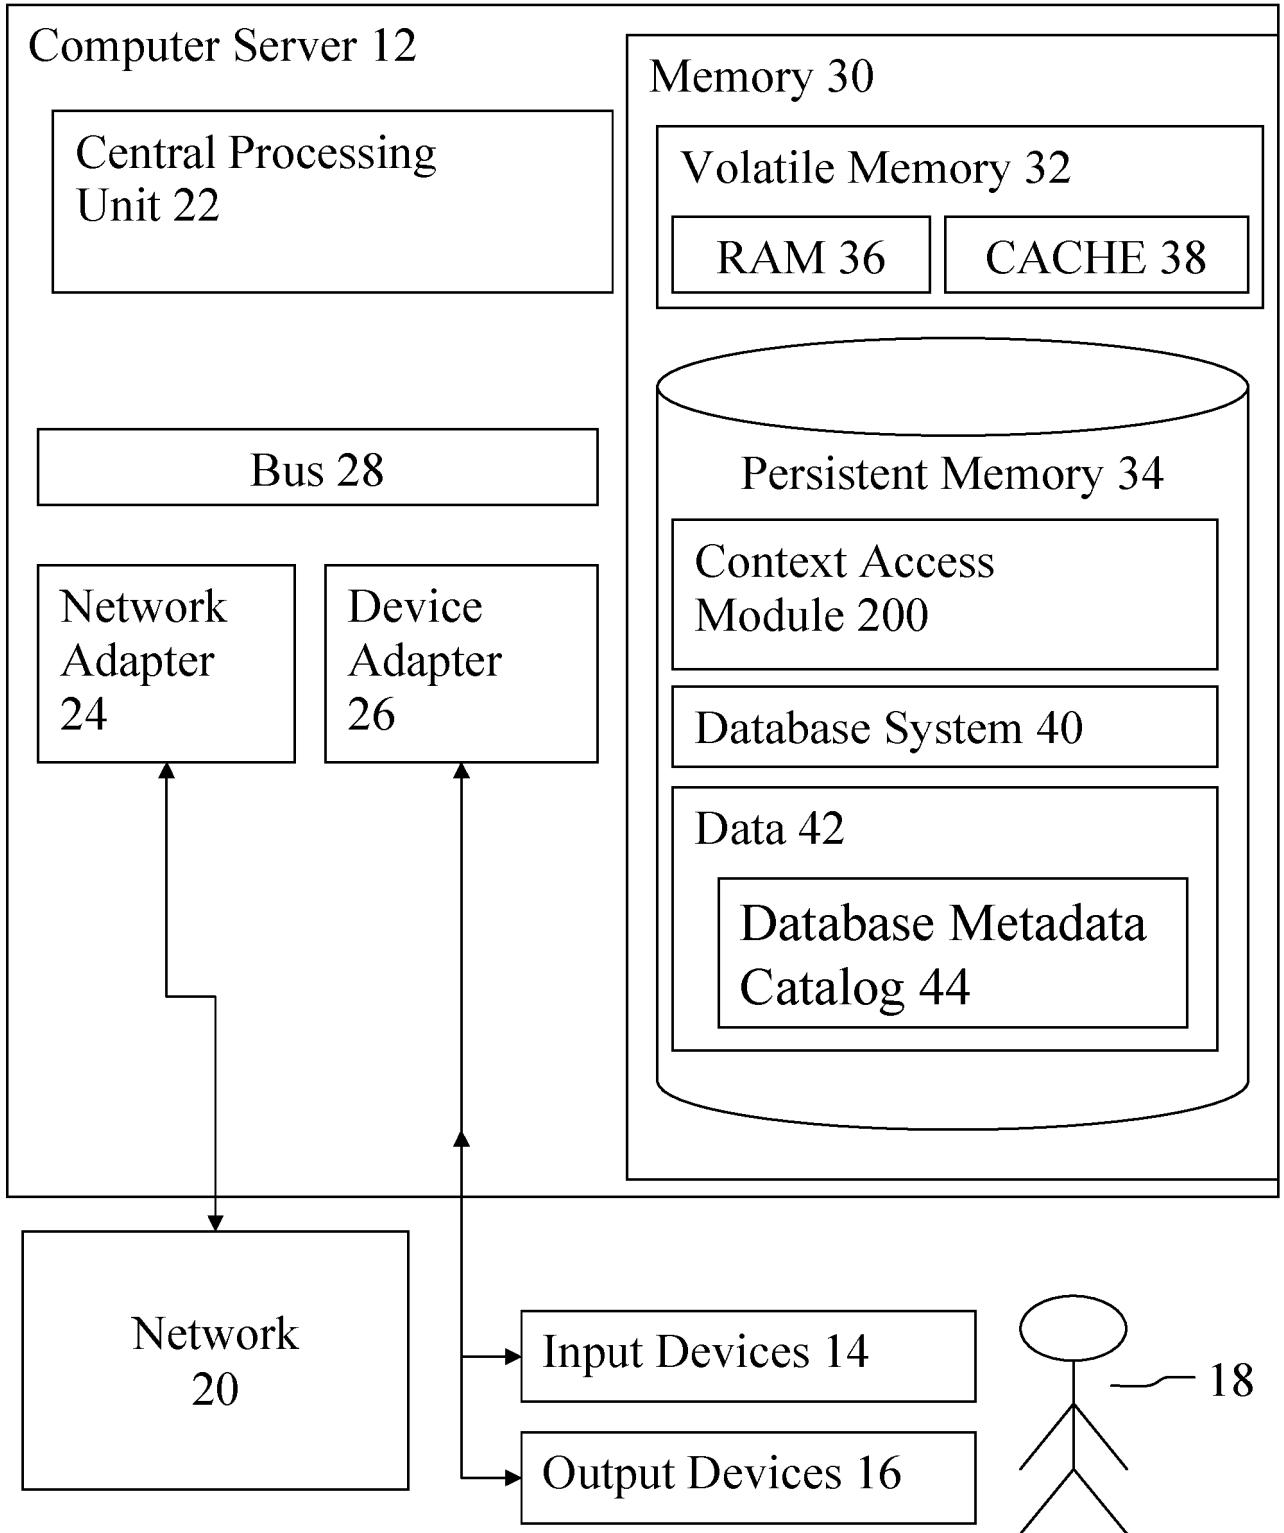 Computer Server 12
Central Processing
Unit 22
Bus 28
Network
Adapter
24
Device
Adapter
26
Memory 30
Volatile Memory 32
RAM 36
CACHE 38
Persistent Memory 34
Context Access
Module 200
Database System 40
Data 42
Database Metadata
Catalog 44
Network
20
Input Devices 14
Output Devices 16
18